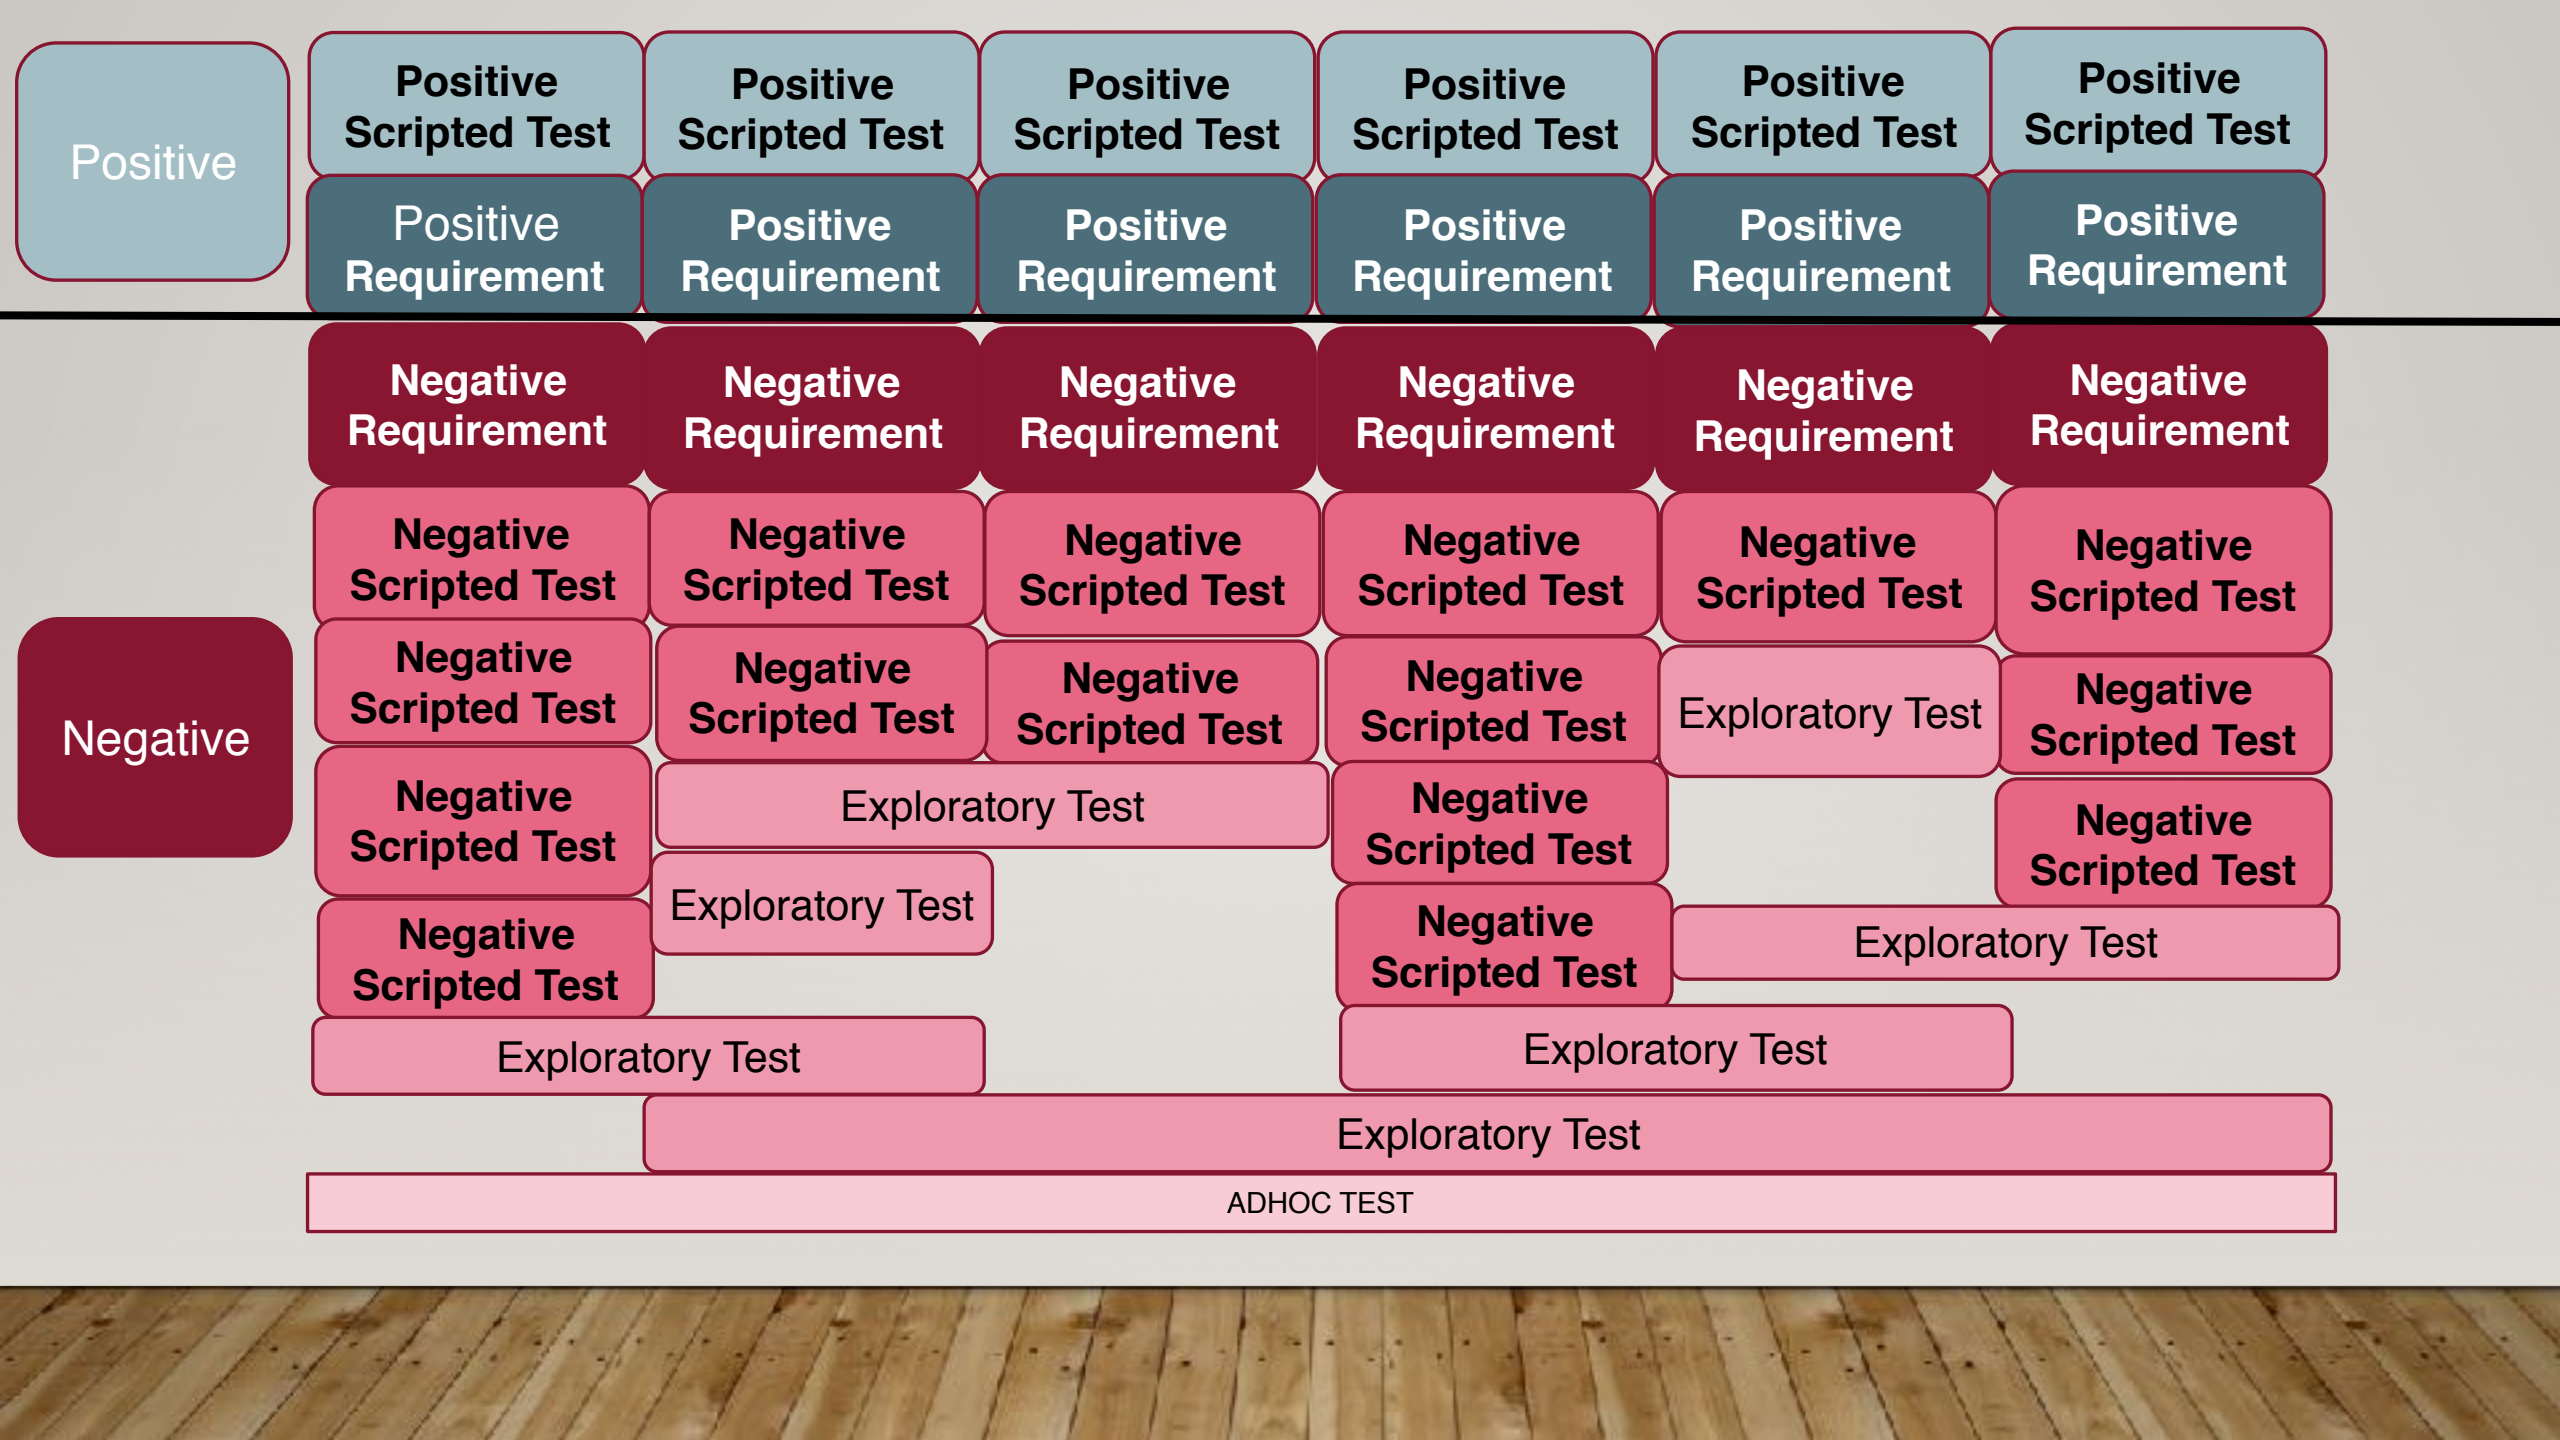 Positive
Positive
Scripted Test
Positive
Scripted Test
Positive
Scripted Test
Positive
Scripted Test
Positive
Scripted Test
Positive
Scripted Test
Positive
Requirement
Positive
Requirement
Positive
Requirement
Positive
Requirement
Positive
Requirement
Positive
Requirement
Negative
Negative
Requirement
Negative
Requirement
Negative
Requirement
Negative
Requirement
Negative
Requirement
Negative
Requirement
Negative
Scripted Test
Negative
Scripted Test
Negative
Scripted Test
Negative
Scripted Test
Negative
Scripted Test
Negative
Scripted Test
Negative
Scripted Test
Negative
Scripted Test
Negative
Scripted Test
Negative
Scripted Test
Exploratory Test
Negative
Scripted Test
Negative
Scripted Test
Exploratory Test
Negative
Scripted Test
Negative
Scripted Test
Exploratory Test
Negative
Scripted Test
Negative
Scripted Test
Exploratory Test
Exploratory Test
Exploratory Test
Exploratory Test
ADHOC TEST